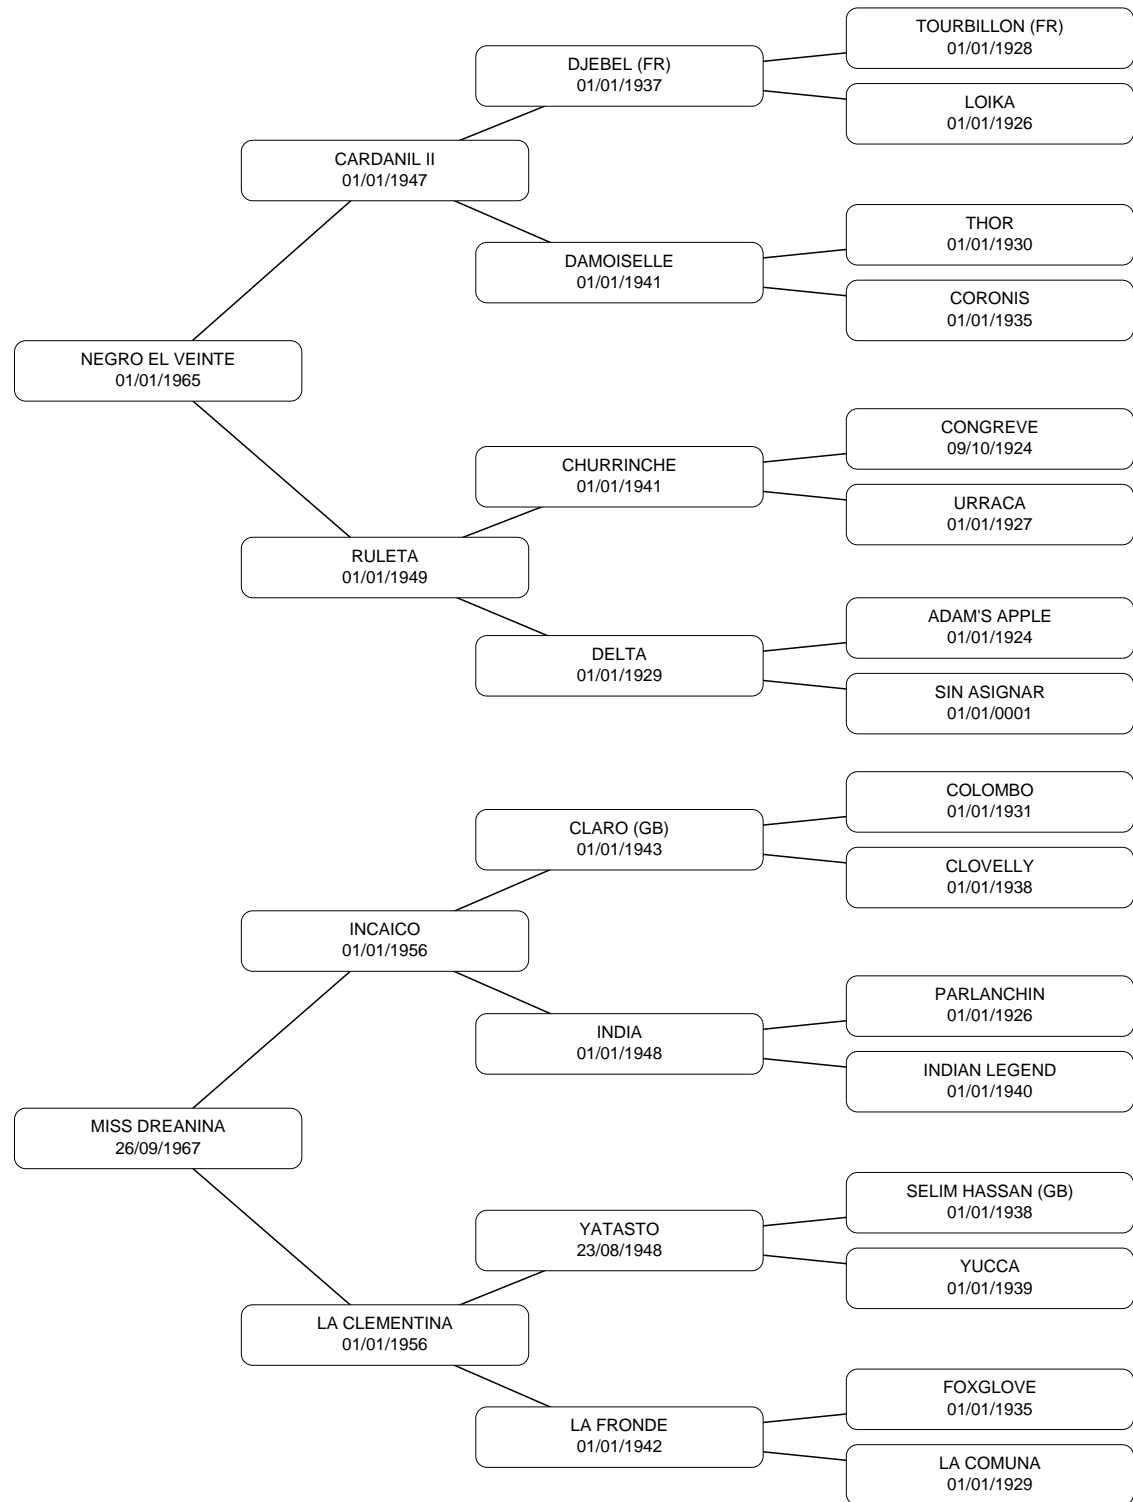 TOURBILLON (FR)
01/01/1928
DJEBEL (FR)
01/01/1937
LOIKA
01/01/1926
CARDANIL II
01/01/1947
THOR
01/01/1930
DAMOISELLE
01/01/1941
CORONIS
01/01/1935
NEGRO EL VEINTE
01/01/1965
CONGREVE
09/10/1924
CHURRINCHE
01/01/1941
URRACA
01/01/1927
RULETA
01/01/1949
ADAM'S APPLE
01/01/1924
DELTA
01/01/1929
SIN ASIGNAR
01/01/0001
COLOMBO
01/01/1931
CLARO (GB)
01/01/1943
CLOVELLY
01/01/1938
INCAICO
01/01/1956
PARLANCHIN
01/01/1926
INDIA
01/01/1948
INDIAN LEGEND
01/01/1940
MISS DREANINA
26/09/1967
SELIM HASSAN (GB)
01/01/1938
YATASTO
23/08/1948
YUCCA
01/01/1939
LA CLEMENTINA
01/01/1956
FOXGLOVE
01/01/1935
LA FRONDE
01/01/1942
LA COMUNA
01/01/1929